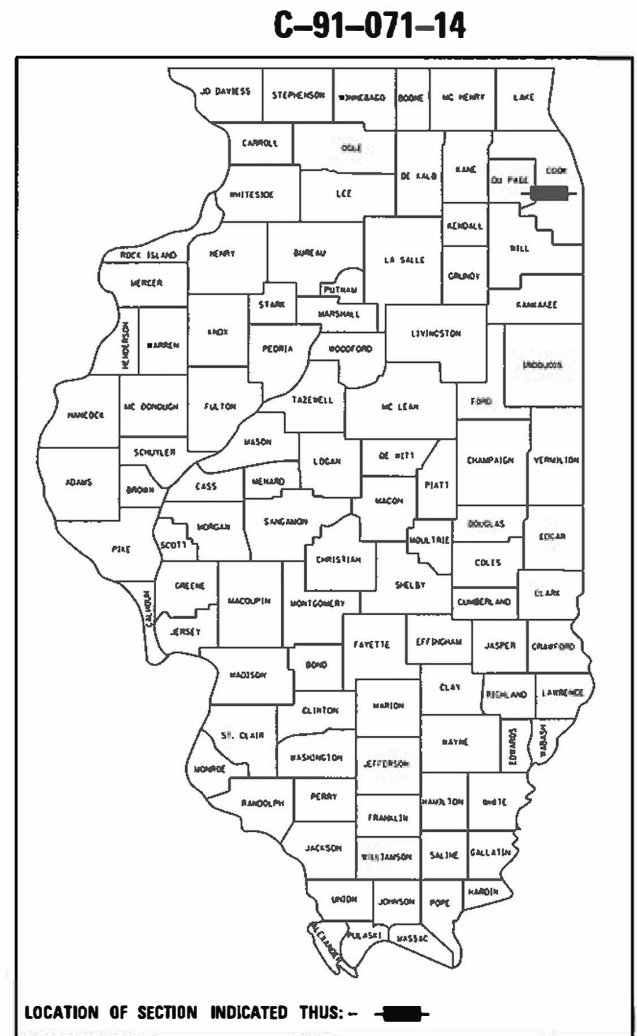 C-91-071-14
JO DAVIESS STEPHENSON WINNEBAGO BOONE MC HENRY LAKE
CARROLL OGLE DE KALB KANE DU PAGE COOK
WHITESIDE LEE
KENDALL
ROCK ISLAND HENRY BUREAU LA SALLE GRUNDY WILL
MERCER PUTNAM
STARK MARSHALL KANKAKEE
HENDERSON WARREN KNOX PEORIA WOODFORD LIVINGSTON
IROQUOIS
HANCOCK MC DONOUGH FULTON TAZEWELL MC LEAN FORD
MASON
SCHUYLER LOGAN DE WITT CHAMPAIGN VERMILION
ADAMS BROWN CASS MENARD PIATT
MACON
PIKE SCOTT MORGAN SANGAMON MOULTRIE DOUGLAS EDGAR
CHRISTIAN COLES
CALHOUN GREENE MACOUPIN MONTGOMERY SHELBY CUMBERLAND CLARK
JERSEY
FAYETTE EFFINGHAM JASPER CRAWFORD
MADISON BOND
CLAY RICHLAND LAWRENCE
CLINTON MARION
ST. CLAIR WAYNE EDWARDS WABASH
MONROE WASHINGTON JEFFERSON
RANDOLPH PERRY HAMILTON WHITE
FRANKLIN
JACKSON WILLIAMSON SALINE GALLATIN
UNION JOHNSON POPE HARDIN
ALEXANDER PULASKI MASSAC
LOCATION OF SECTION INDICATED THUS: -